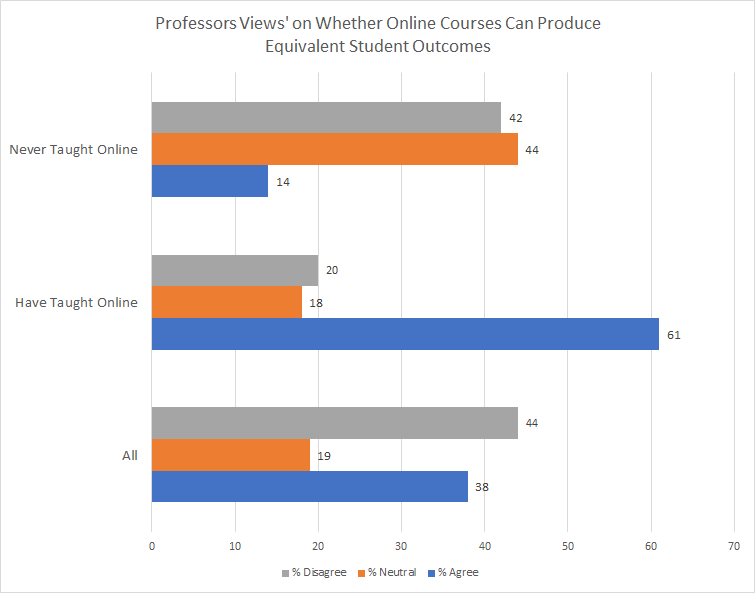 Professors Views' on Whether Online Courses Can Produce
Equivalent Student Outcomes
Never Taught Online
42
44
14
Have Taught Online
20
18
61
All
44
19
38
0 10 20 30 40 50 60 70
% Disagree % Neutral % Agree